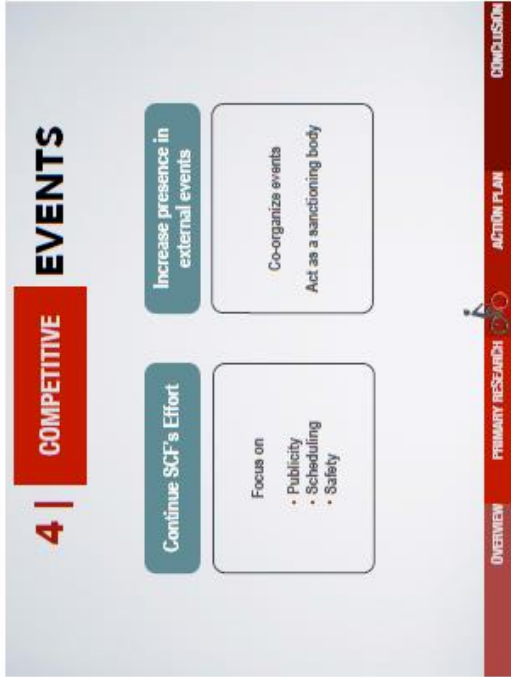 4 | COMPETITIVE EVENTS
Continue SCF's Effort
Focus on
• Publicity
• Scheduling
• Safety
Increase presence in
external events
Co-organize events
Act as a sanctioning body
OVERVIEW
PRIMARY RESEARCH
ACTION PLAN
CONCLUSION